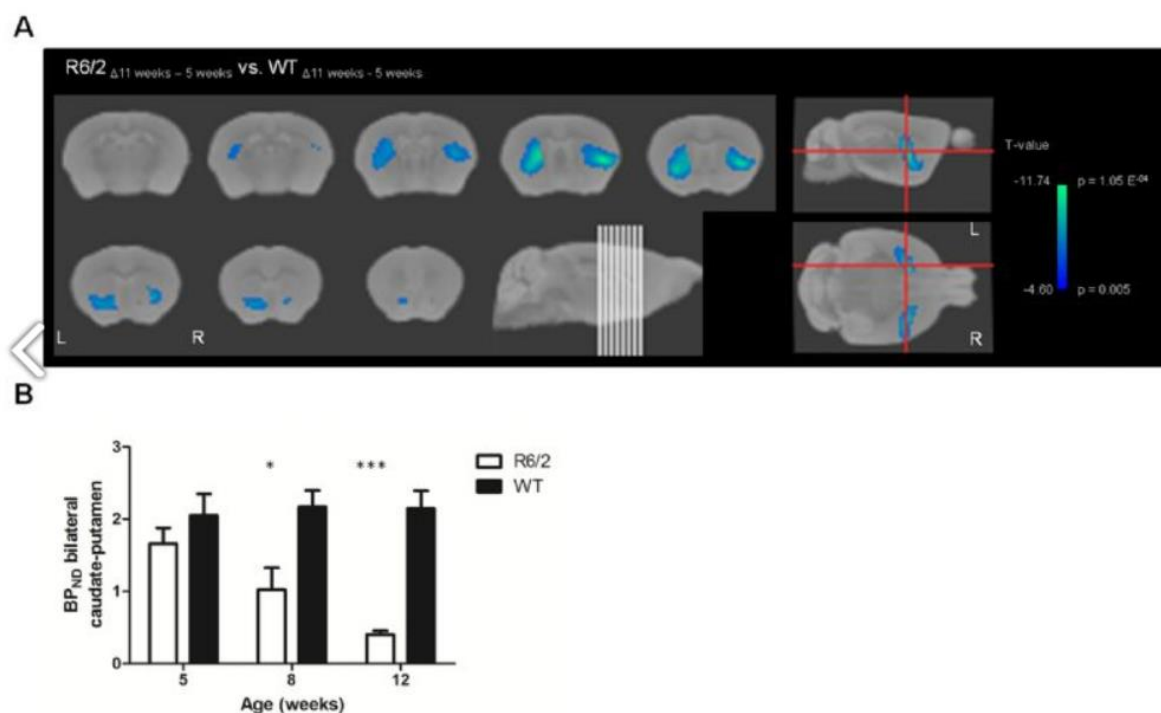 A
R6/2 Δ11 weeks – 5 weeks vs. WT Δ11 weeks - 5 weeks
T-value
-11.74 p = 1.05 E-04
L
-4.60 p = 0.005
L R
R
B
3
* ***
R6/2
WT
2
BPND bilateral
caudate-putamen
1
0
5 8 12
Age (weeks)